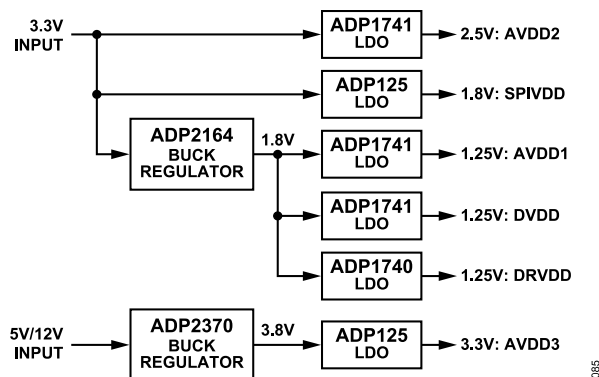 3.3V
INPUT
ADP1741
LDO
2.5V: AVDD2
ADP125
LDO
1.8V: SPIVDD
ADP2164
BUCK
REGULATOR
1.8V
ADP1741
LDO
1.25V: AVDD1
ADP1741
LDO
1.25V: DVDD
ADP1740
LDO
1.25V: DRVDD
5V/12V
INPUT
ADP2370
BUCK
REGULATOR
3.8V
ADP125
LDO
3.3V: AVDD3
085